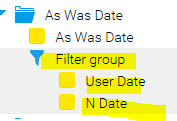 As Was Date
As Was Date
Filter group
User Date
N Date